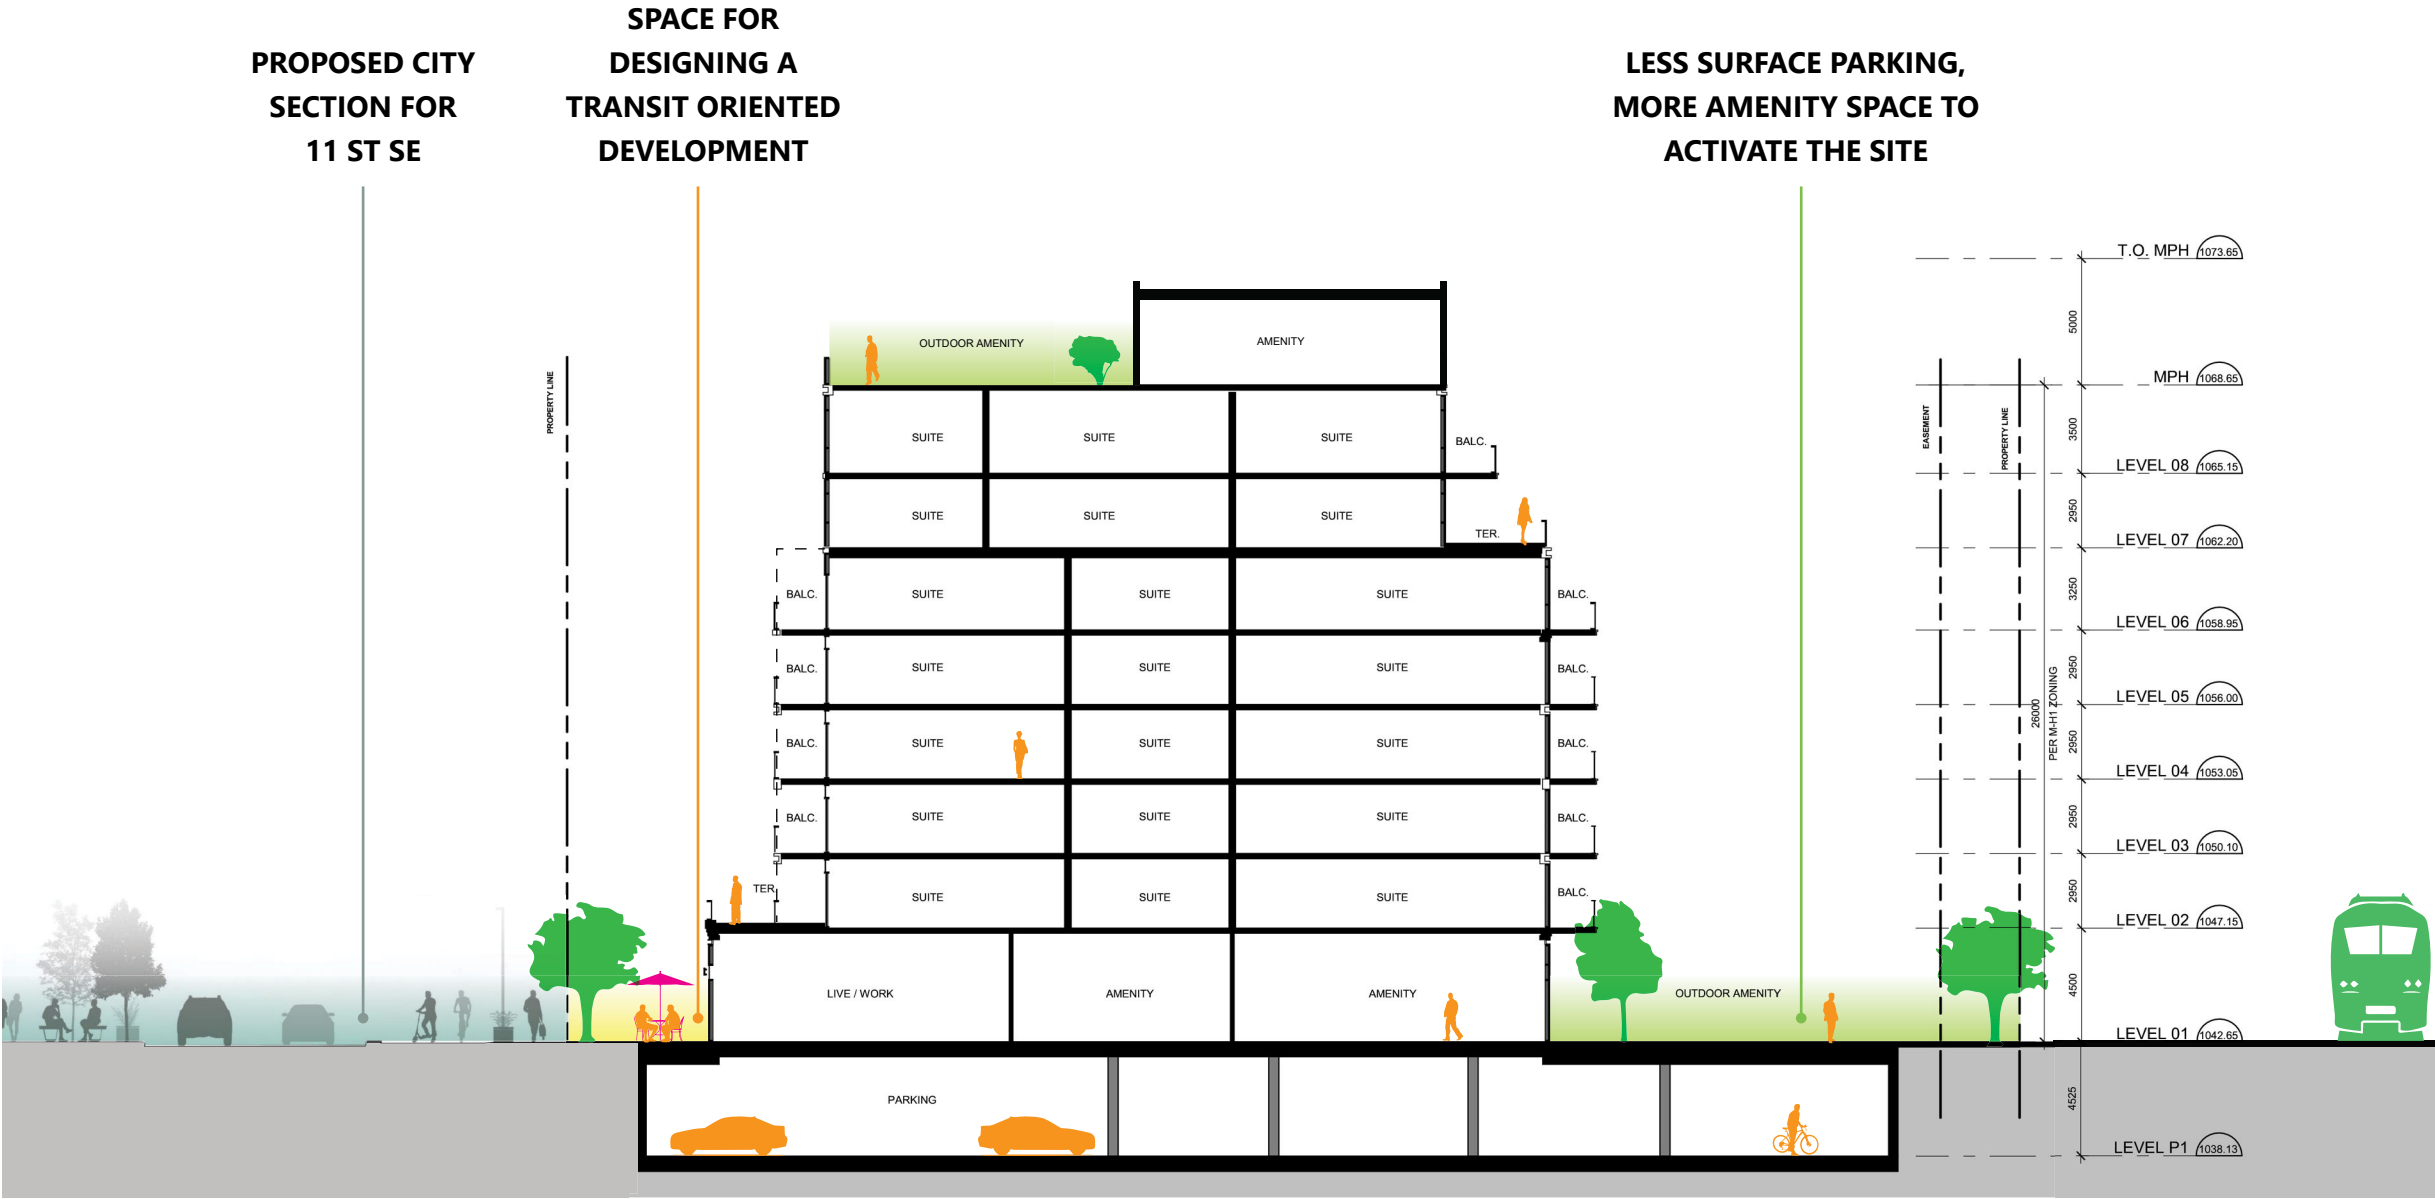 PROPOSED CITY
SECTION FOR
11 ST SE
SPACE FOR
DESIGNING A
TRANSIT ORIENTED
DEVELOPMENT
LESS SURFACE PARKING,
MORE AMENITY SPACE TO
ACTIVATE THE SITE
T.O. MPH 1073.65
5000
OUTDOOR AMENITY
AMENITY
MPH 1068.65
PROPERTY LINE
EASEMENT
PROPERTY LINE
3500
SUITE
SUITE
SUITE
BALC.
LEVEL 08 1065.15
2950
SUITE
SUITE
SUITE
TER.
LEVEL 07 1062.20
3250
BALC.
SUITE
SUITE
SUITE
BALC.
LEVEL 06 1058.95
2950
BALC.
SUITE
SUITE
SUITE
BALC.
LEVEL 05 1056.00
26000
PER M-H1 ZONING
2950
BALC.
SUITE
SUITE
SUITE
BALC.
LEVEL 04 1053.05
2950
BALC.
SUITE
SUITE
SUITE
BALC.
LEVEL 03 1050.10
2950
TER.
SUITE
SUITE
SUITE
BALC.
LEVEL 02 1047.15
4500
LIVE / WORK
AMENITY
AMENITY
OUTDOOR AMENITY
LEVEL 01 1042.65
4525
PARKING
LEVEL P1 1038.13